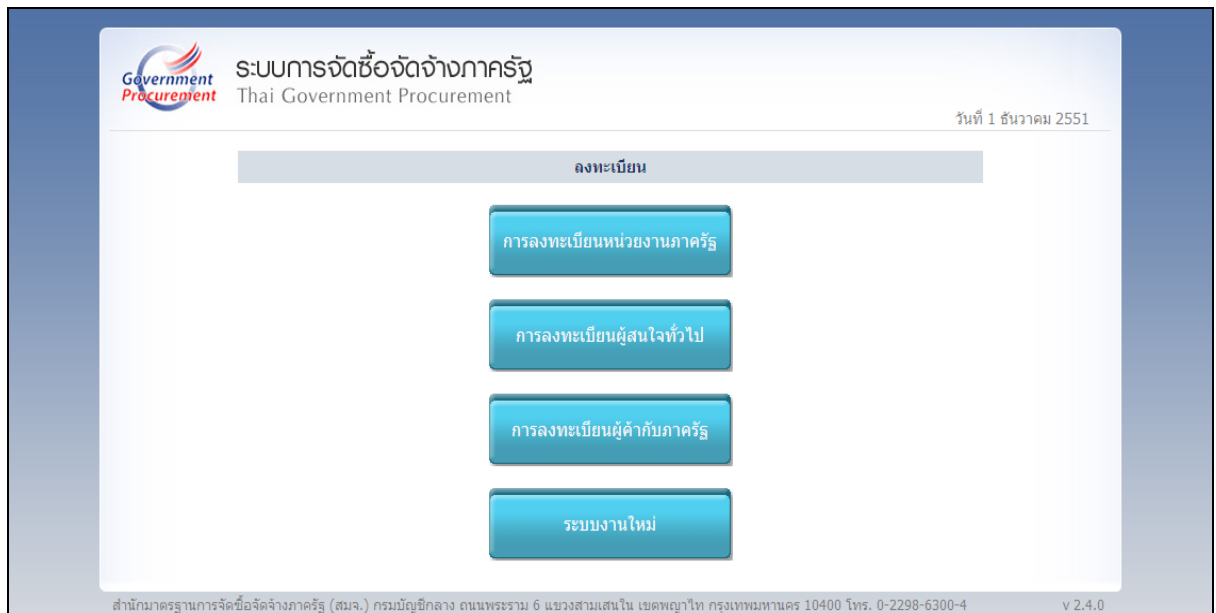 Government
Procurement
ระบบการจัดซื้อจัดจ้างภาครัฐ
Thai Government Procurement
วันที่ 1 ธันวาคม 2551
ลงทะเบียน
การลงทะเบียนหน่วยงานภาครัฐ
การลงทะเบียนผู้สนใจทั่วไป
การลงทะเบียนผู้ค้ากับภาครัฐ
ระบบงานใหม่
สำนักมาตรฐานการจัดซื้อจัดจ้างภาครัฐ (สมจ.) กรมบัญชีกลาง ถนนพระราม 6 แขวงสามเสนใน เขตพญาไท กรุงเทพมหานคร 10400 โทร. 0-2298-6300-4 v 2.4.0